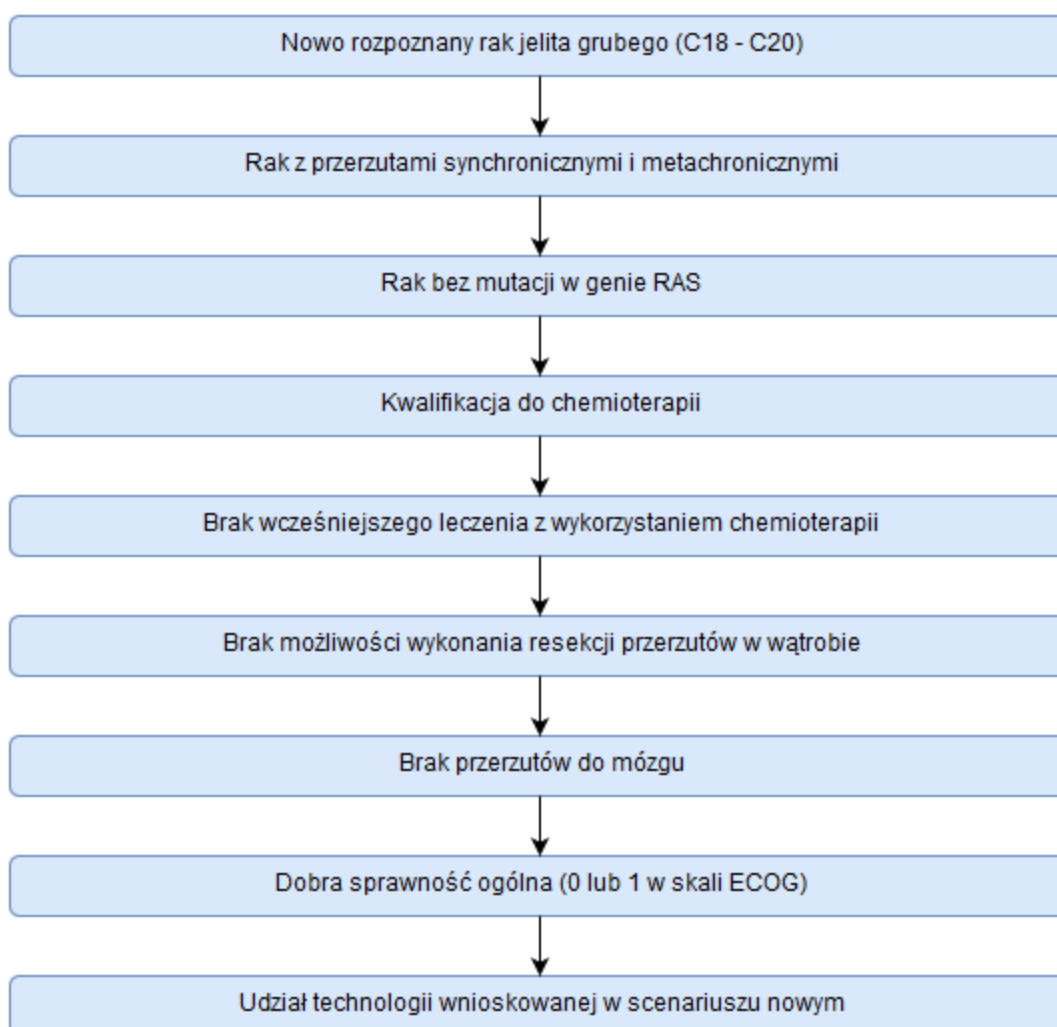 Nowo rozpoznany rak jelita grubego (C18 - C20)
Rak z przerzutami synchronicznymi i metachronicznymi
Rak bez mutacji w genie RAS
Kwalifikacja do chemioterapii
Brak wcześniejszego leczenia z wykorzystaniem chemioterapii
Brak możliwości wykonania resekcji przerzutów w wątrobie
Brak przerzutów do mózgu
Dobra sprawność ogólna (0 lub 1 w skali ECOG)
Udział technologii wnioskowanej w scenariuszu nowym